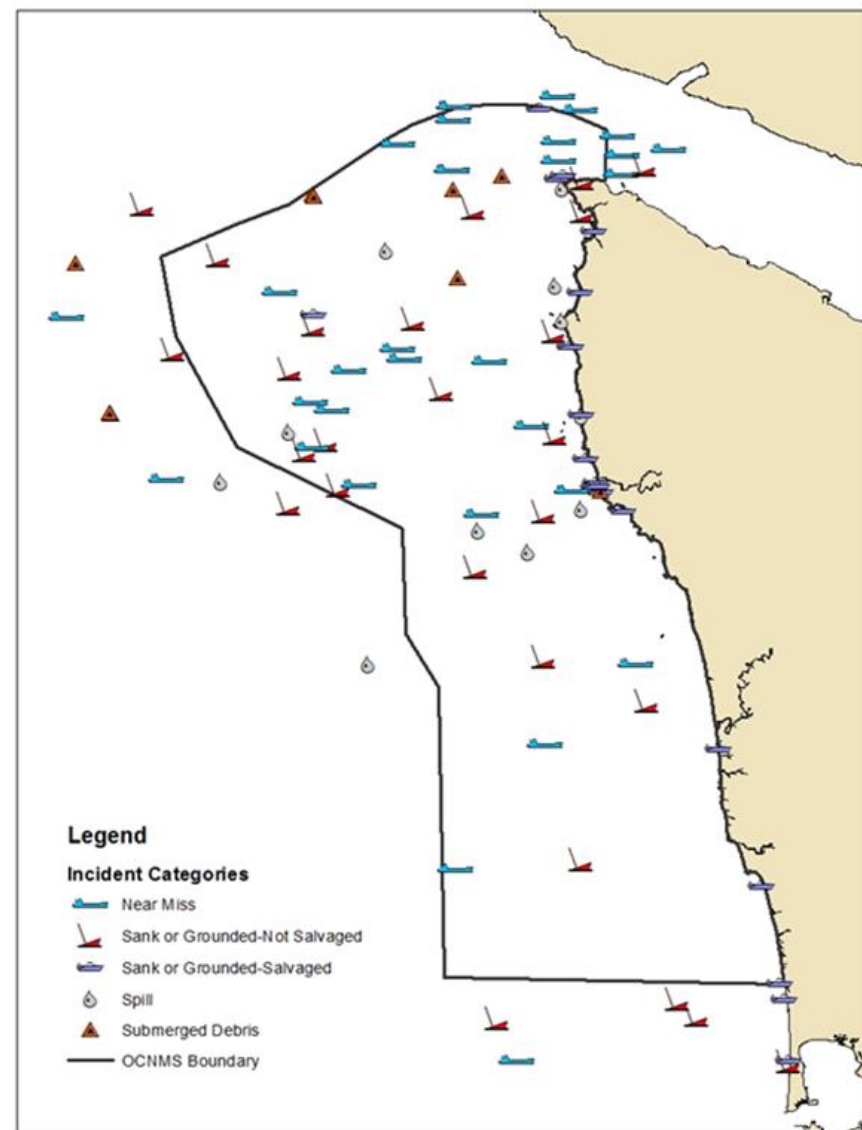 Legend
Incident Categories
Near Miss
Sank or Grounded-Not Salvaged
Sank or Grounded-Salvaged
Spill
Submerged Debris
OCNMS Boundary